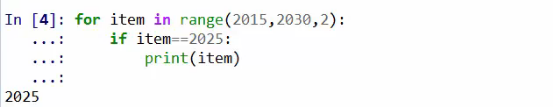 In [4]: for item in range(2015,2030,2):
   ...:     if item==2025:
   ...:         print(item)
   ...:
2025